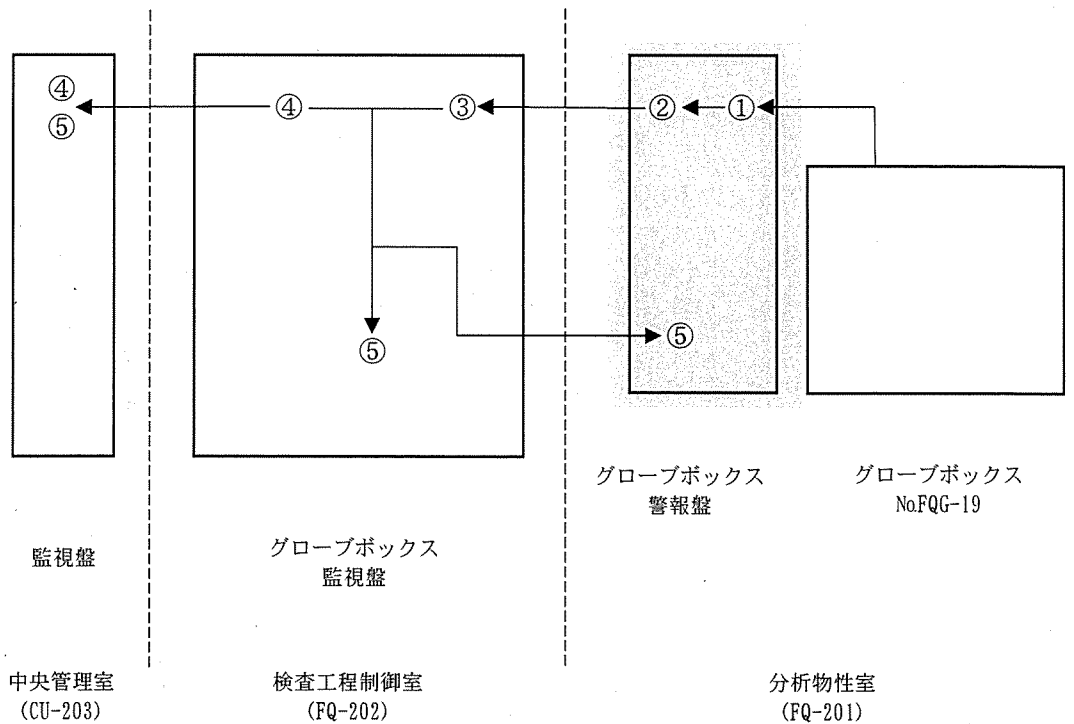 ④
⑤
④
③
②
①
⑤
⑤
グローブボックス
警報盤
グローブボックス
No.FQG-19
監視盤
グローブボックス
監視盤
中央管理室
(CU-203)
検査工程制御室
(FQ-202)
分析物性室
(FQ-201)